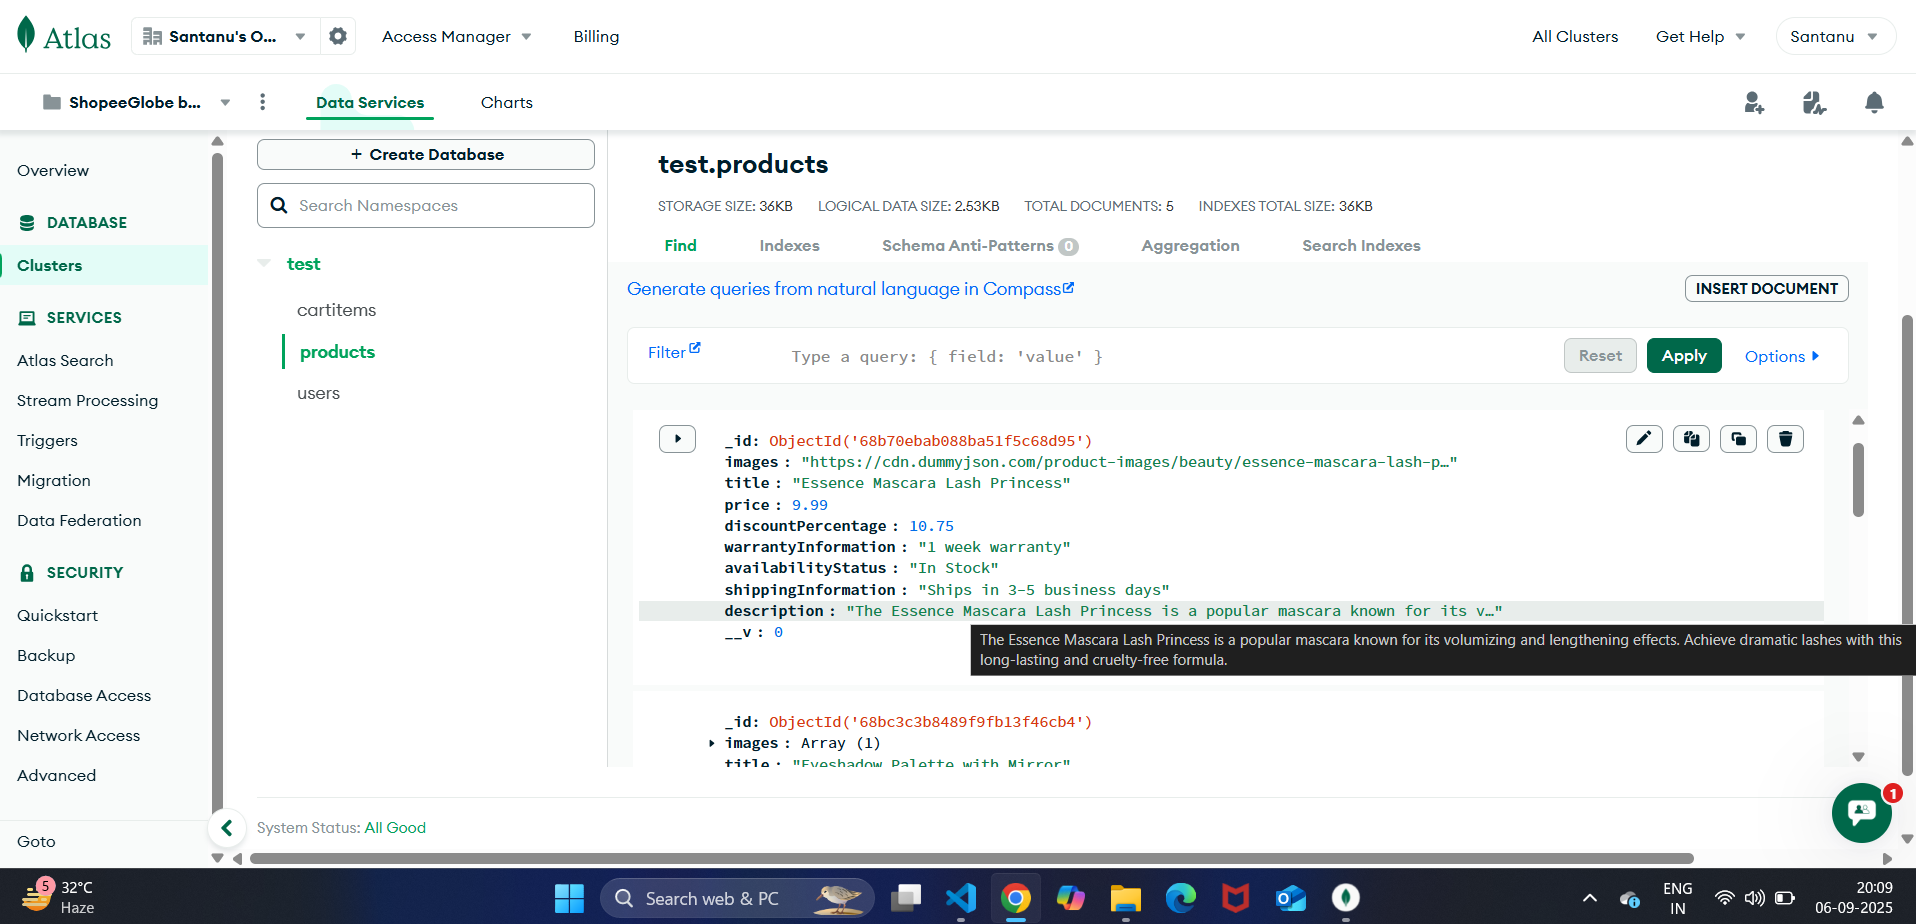 Atlas
Santanu's O...
Access Manager
Billing
All Clusters
Get Help
Santanu
ShopeeGlobe b...
Data Services
Charts
Overview
DATABASE
Clusters
SERVICES
Atlas Search
Stream Processing
Triggers
Migration
Data Federation
SECURITY
Quickstart
Backup
Database Access
Network Access
Advanced
Goto
+ Create Database
Search Namespaces
test
cartitems
products
users
test.products
STORAGE SIZE: 36KB LOGICAL DATA SIZE: 2.53KB TOTAL DOCUMENTS: 5 INDEXES TOTAL SIZE: 36KB
Find Indexes Schema Anti-Patterns 0 Aggregation Search Indexes
Generate queries from natural language in Compass
INSERT DOCUMENT
Filter
Type a query: { field: 'value' }
Reset
Apply
Options
_id: ObjectId('68b70ebab088ba51f5c68d95')
images : "https://cdn.dummyjson.com/product-images/beauty/essence-mascara-lash-p…"
title : "Essence Mascara Lash Princess"
price : 9.99
discountPercentage : 10.75
warrantyInformation : "1 week warranty"
availabilityStatus : "In Stock"
shippingInformation : "Ships in 3-5 business days"
description : "The Essence Mascara Lash Princess is a popular mascara known for its v…"
__v : 0
The Essence Mascara Lash Princess is a popular mascara known for its volumizing and lengthening effects. Achieve dramatic lashes with this
long-lasting and cruelty-free formula.
_id: ObjectId('68bc3c3b8489f9fb13f46cb4')
images : Array (1)
title : "Eyeshadow Palette with Mirror"
System Status: All Good
1
5
32°C
Haze
Search web & PC
ENG
IN
20:09
06-09-2025